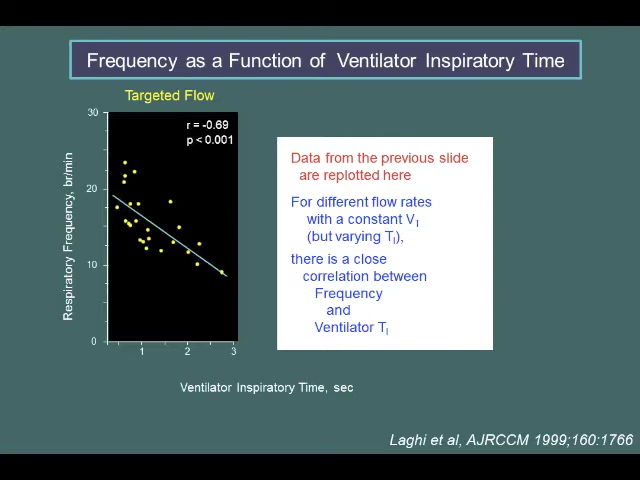 Frequency as a Function of Ventilator Inspiratory Time
Targeted Flow
30
r = -0.69
p < 0.001
20
10
0
1 2 3
Respiratory Frequency, br/min
Ventilator Inspiratory Time, sec
Data from the previous slide
are replotted here
For different flow rates
with a constant VT
(but varying TI),
there is a close
correlation between
Frequency
and
Ventilator TI
Laghi et al, AJRCCM 1999;160:1766